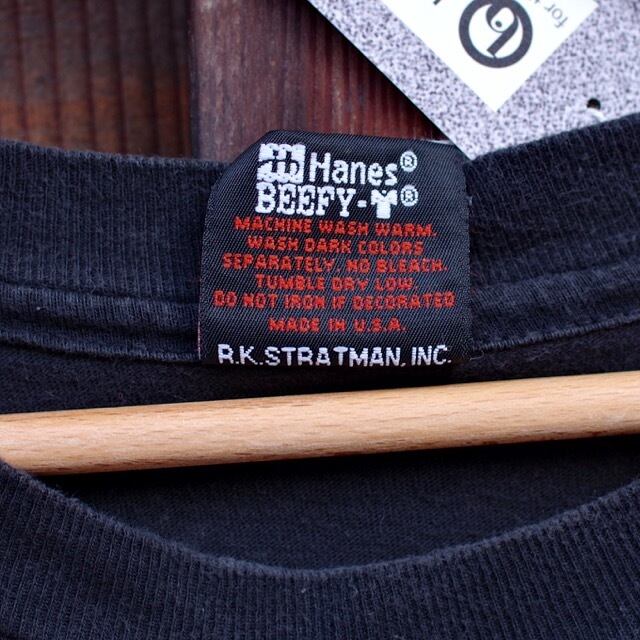 for
Hanes®
BEEFY-T®
MACHINE WASH WARM.
WASH DARK COLORS
SEPARATELY. NO BLEACH.
TUMBLE DRY LOW.
DO NOT IRON IF DECORATED
MADE IN U.S.A.
R.K. STRATMAN, INC.